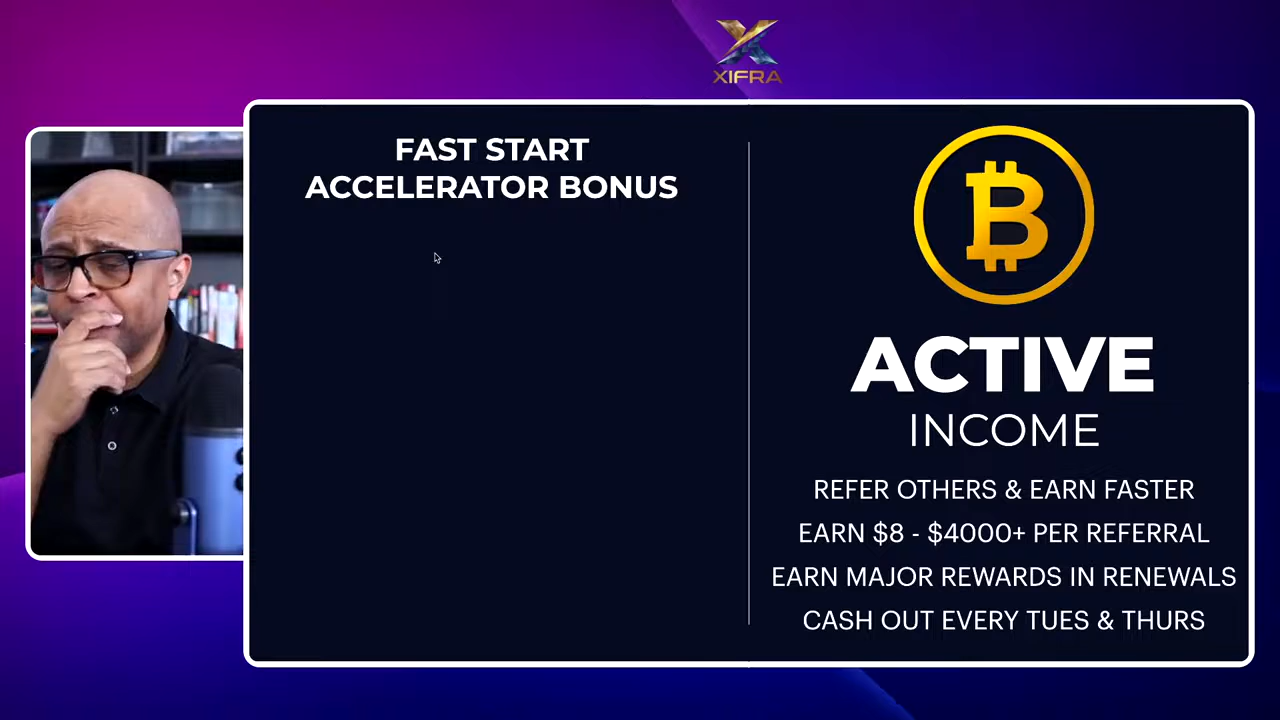 XIFRA
FAST START
ACCELERATOR BONUS
ACTIVE
INCOME
REFER OTHERS & EARN FASTER
EARN $8 - $4000+ PER REFERRAL
EARN MAJOR REWARDS IN RENEWALS
CASH OUT EVERY TUES & THURS